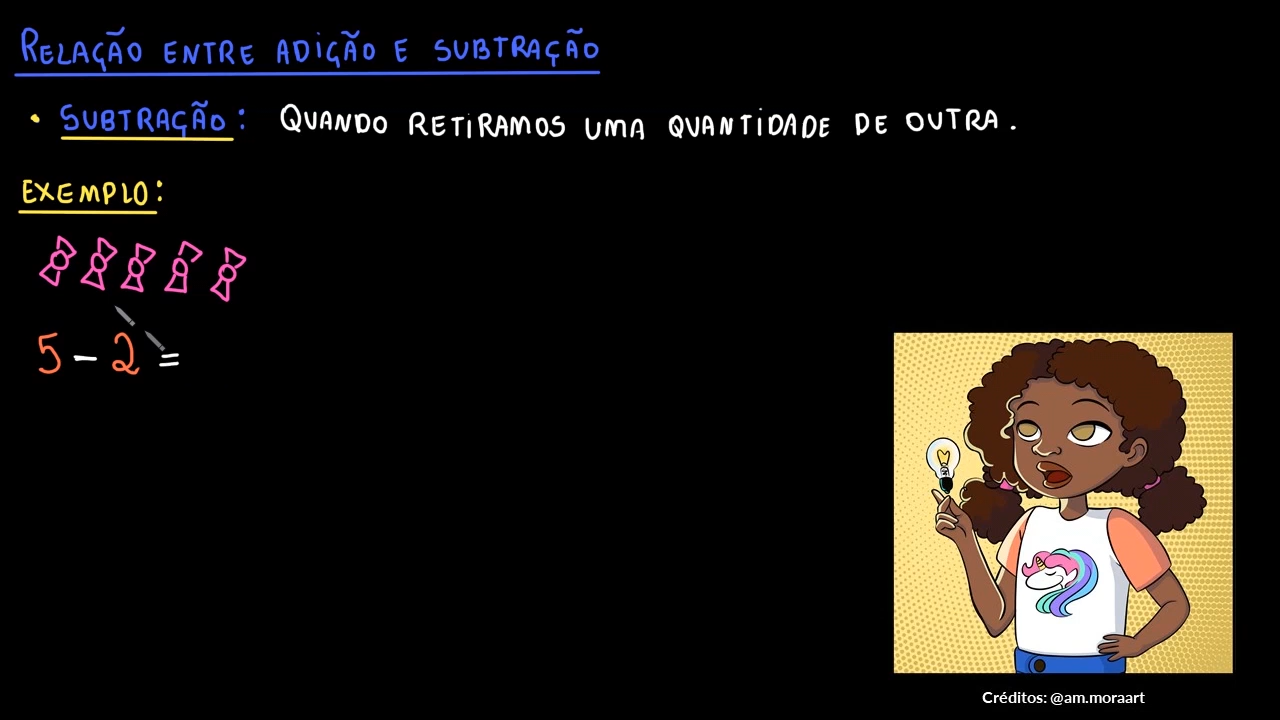 RELAÇÃO ENTRE ADIÇÃO E SUBTRAÇÃO
• SUBTRAÇÃO: QUANDO RETIRAMOS UMA QUANTIDADE DE OUTRA.
EXEMPLO:
5 - 2 =
Créditos: @am.moraart